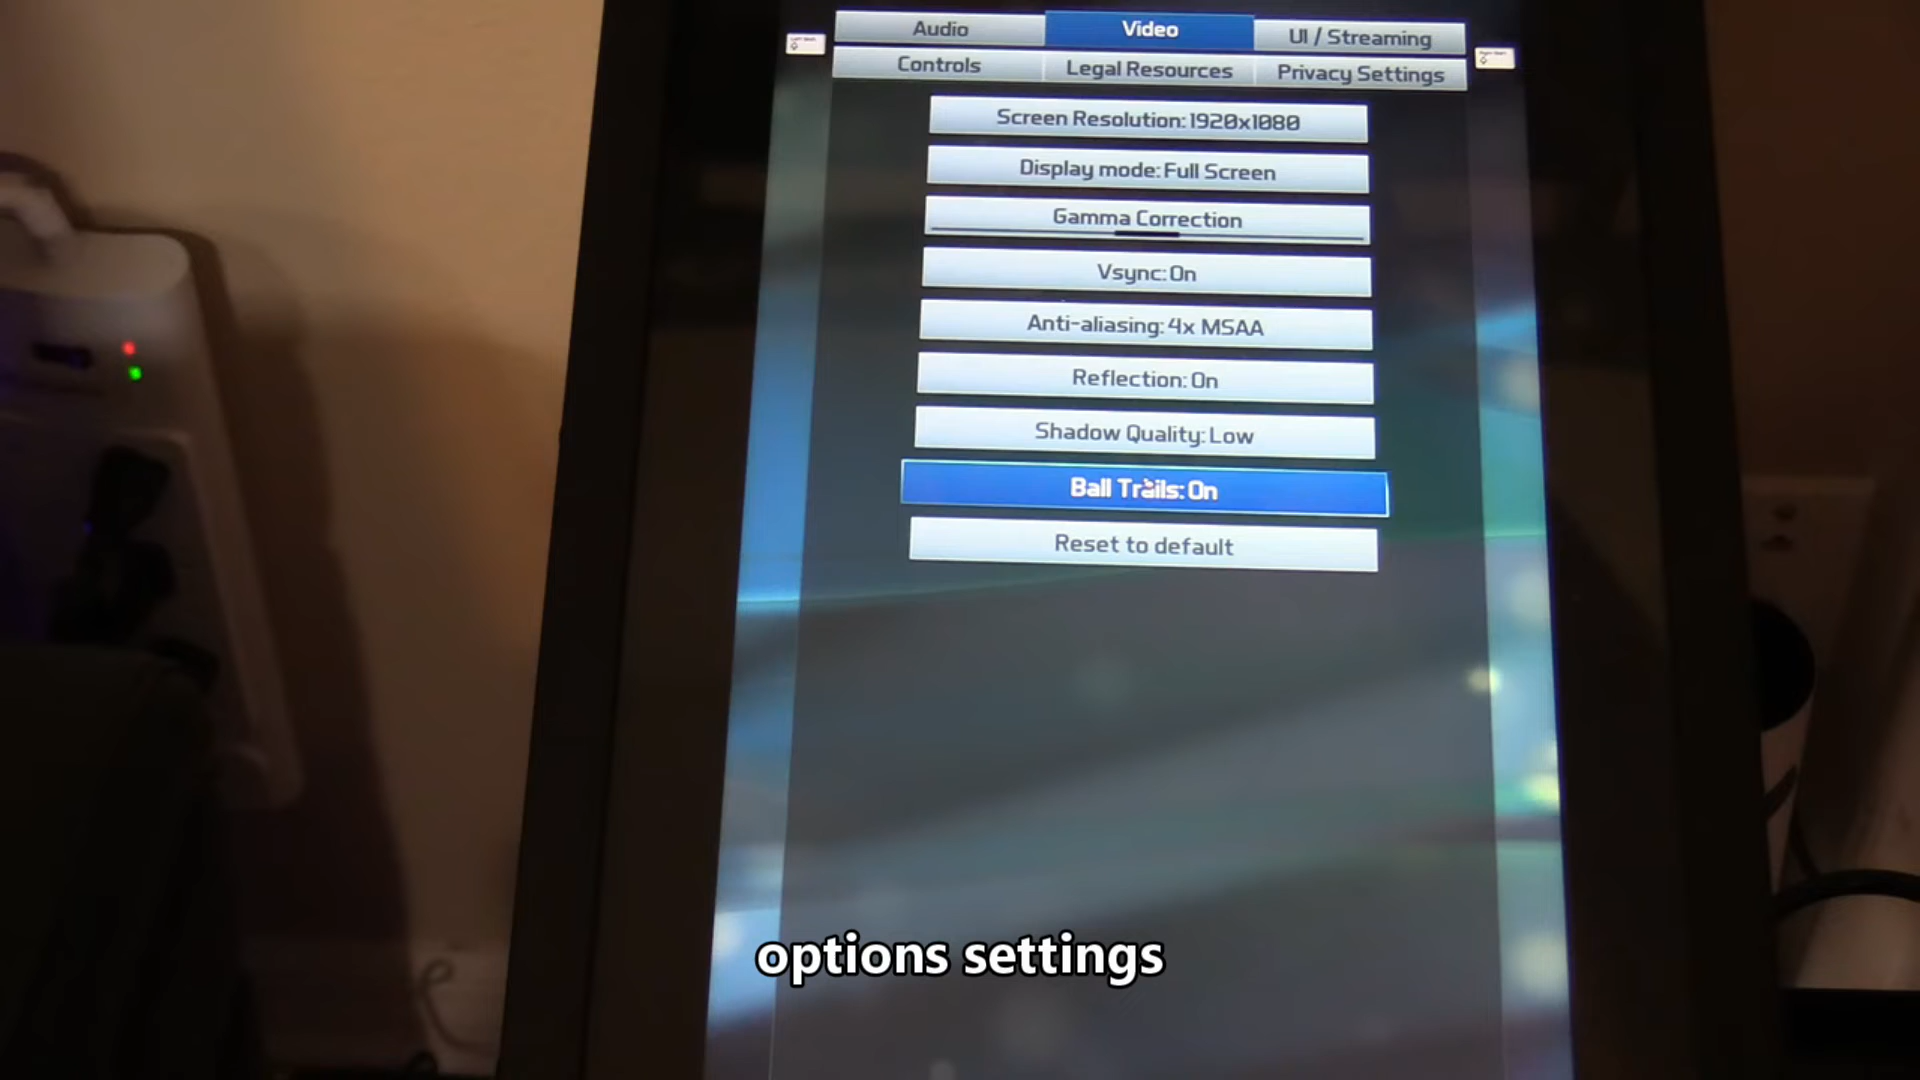 Audio
Video
UI / Streaming
Controls
Legal Resources
Privacy Settings
Screen Resolution: 1920x1080
Display mode: Full Screen
Gamma Correction
Vsync: On
Anti-aliasing: 4x MSAA
Reflection: On
Shadow Quality: Low
Ball Trails: On
Reset to default
options settings